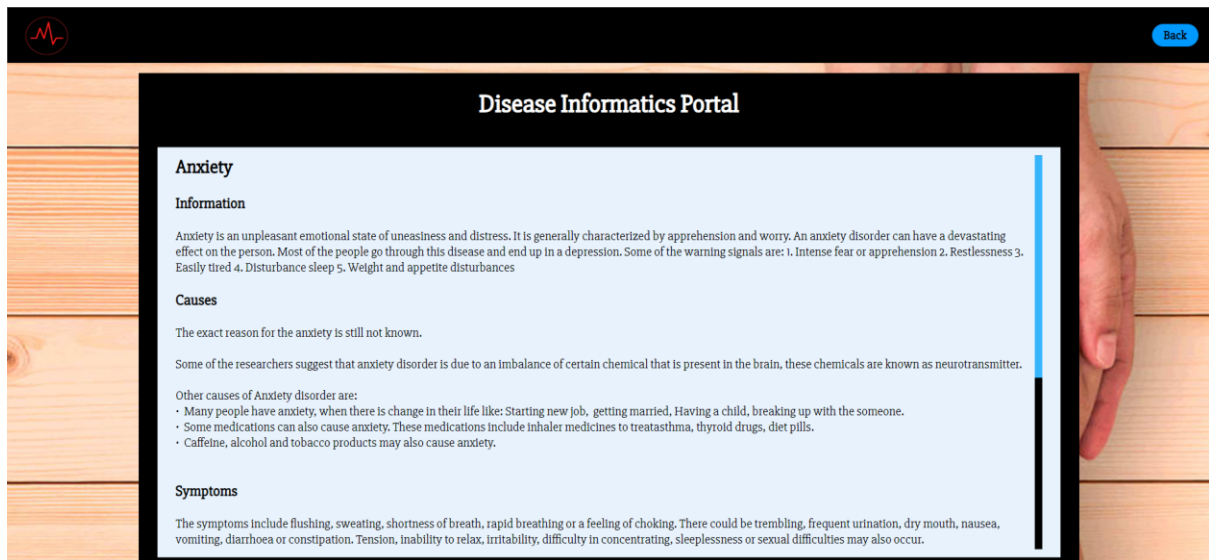 Back
Disease Informatics Portal
Anxiety
Information
Anxiety is an unpleasant emotional state of uneasiness and distress. It is generally characterized by apprehension and worry. An anxiety disorder can have a devastating
effect on the person. Most of the people go through this disease and end up in a depression. Some of the warning signals are: 1. Intense fear or apprehension 2. Restlessness 3.
Easily tired 4. Disturbance sleep 5. Weight and appetite disturbances
Causes
The exact reason for the anxiety is still not known.
Some of the researchers suggest that anxiety disorder is due to an imbalance of certain chemical that is present in the brain, these chemicals are known as neurotransmitter.
Other causes of Anxiety disorder are:
• Many people have anxiety, when there is change in their life like: Starting new job, getting married, Having a child, breaking up with the someone.
• Some medications can also cause anxiety. These medications include inhaler medicines to treatasthma, thyroid drugs, diet pills.
• Caffeine, alcohol and tobacco products may also cause anxiety.
Symptoms
The symptoms include flushing, sweating, shortness of breath, rapid breathing or a feeling of choking. There could be trembling, frequent urination, dry mouth, nausea,
vomiting, diarrhoea or constipation. Tension, inability to relax, irritability, difficulty in concentrating, sleeplessness or sexual difficulties may also occur.